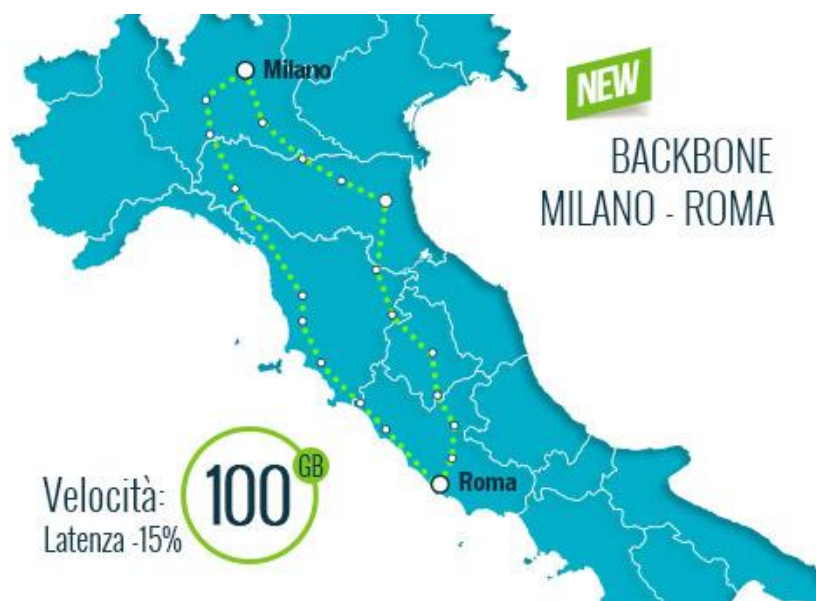 Milano
NEW
BACKBONE
MILANO - ROMA
Roma
Velocità:
100
GB
Latenza -15%